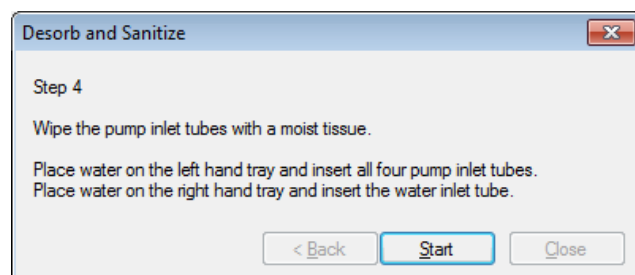 Desorb and Sanitize
Step 4
Wipe the pump inlet tubes with a moist tissue.
Place water on the left hand tray and insert all four pump inlet tubes.
Place water on the right hand tray and insert the water inlet tube.
< Back Start Close